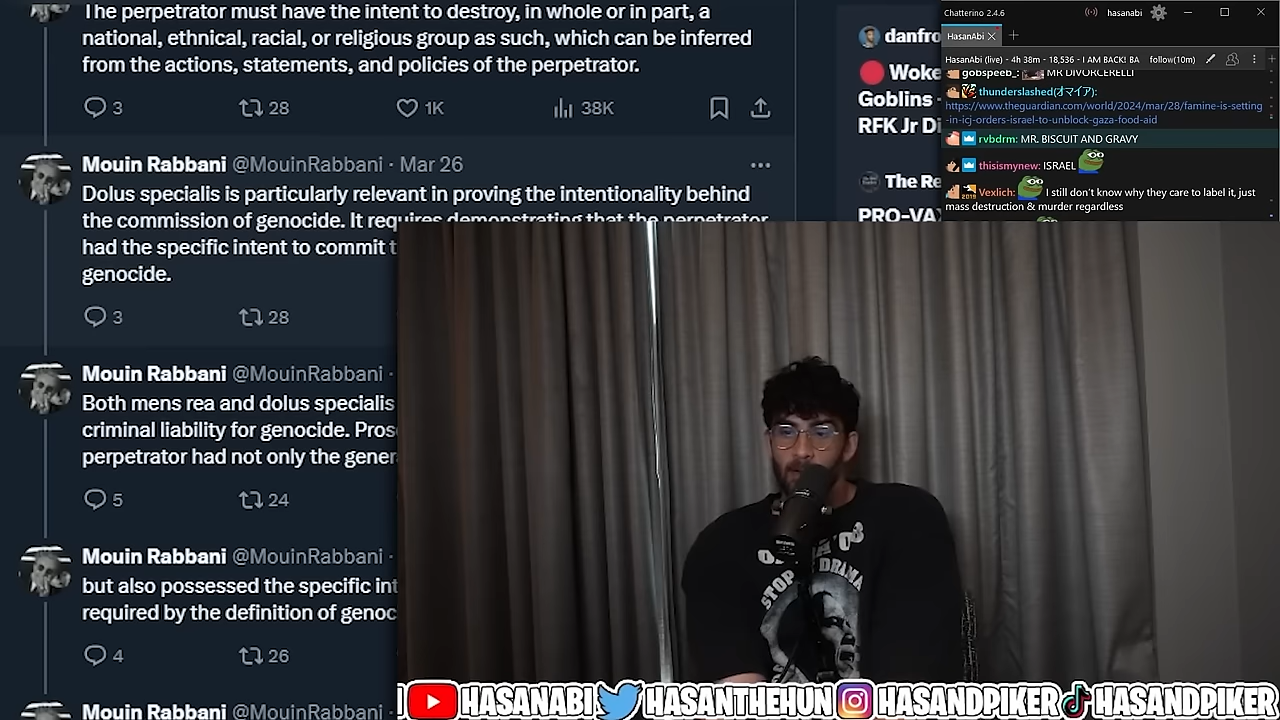 The perpetrator must have the intent to destroy, in whole or in part, a
national, ethnical, racial, or religious group as such, which can be inferred
from the actions, statements, and policies of the perpetrator.
3 28 1K 38K
Mouin Rabbani @MouinRabbani · Mar 26
Dolus specialis is particularly relevant in proving the intentionality behind
the commission of genocide. It requires demonstrating that the perpetrator
had the specific intent to commit t
genocide.
3 28
Mouin Rabbani @MouinRabbani ·
Both mens rea and dolus specialis
criminal liability for genocide. Pros
perpetrator had not only the genera
5 24
Mouin Rabbani @MouinRabbani ·
but also possessed the specific int
required by the definition of genoc
4 26
Mouin Rabbani @MouinRabbani ·
danfro
Woke
Goblins
RFK Jr Di
The Re
PRO-VAX
Chatterino 2.4.6
hasanabi
HasanAbi
HasanAbi (live) - 4h 38m - 18,536 - I AM BACK! BA follow(10m)
gobspeeb_: MR DIVORCERELLI
thunderslashed(オマイア):
https://www.theguardian.com/world/2024/mar/28/famine-is-setting
-in-icj-orders-israel-to-unblock-gaza-food-aid
rvbdrm: MR. BISCUIT AND GRAVY
thisismynew: ISRAEL
Vexlich: I still don't know why they care to label it, just
mass destruction & murder regardless
STOP DRAMA
HASANABI HASANTHEHUN HASANDPIKER HASANDPIKER